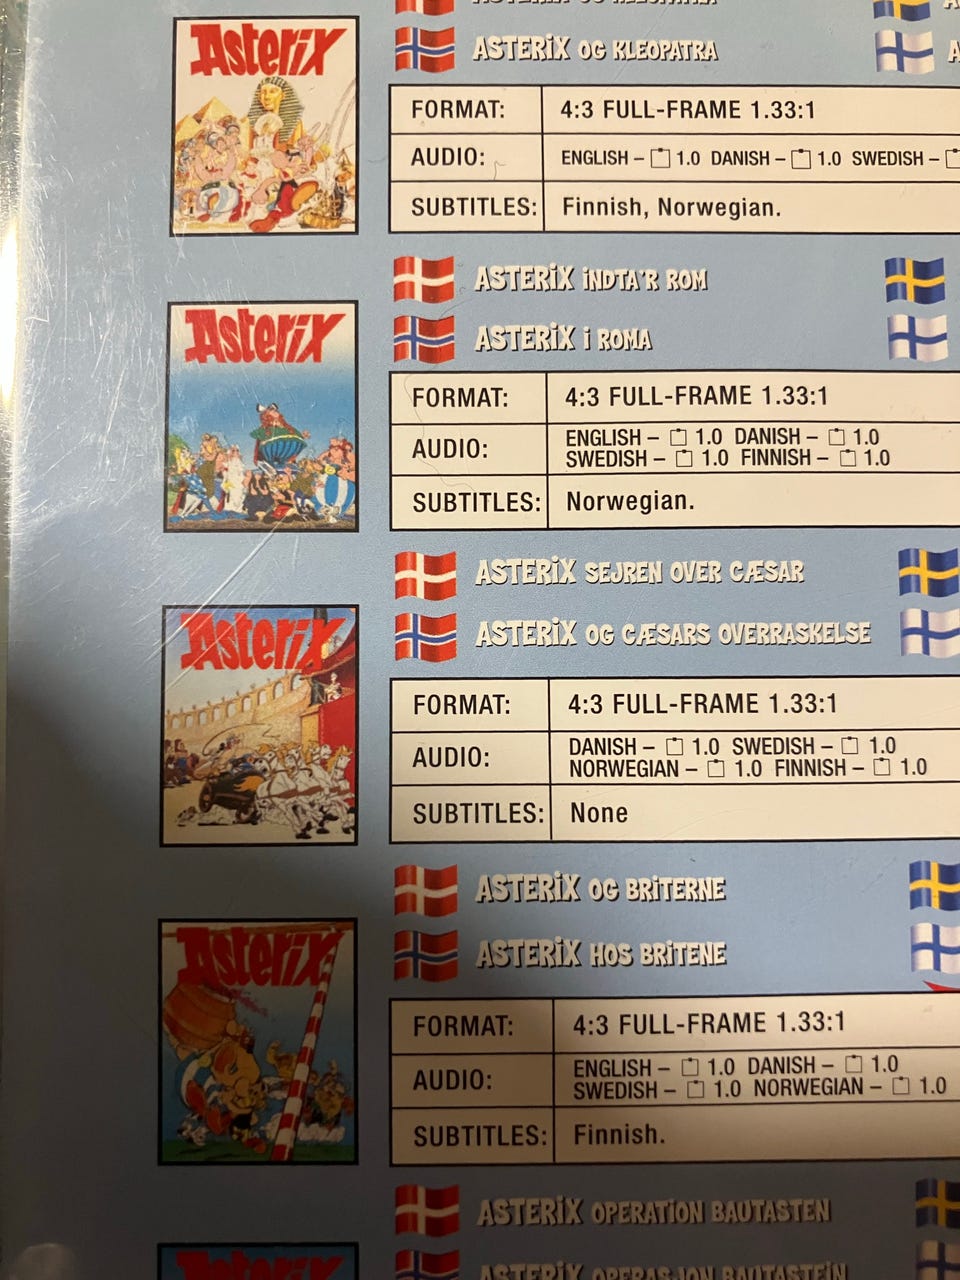 ASTERiX OG KLEOPATRA
ASTERiX OG KLEOPATRA
Asterix
FORMAT: 4:3 FULL-FRAME 1.33:1
AUDIO: ENGLISH – 1.0 DANISH – 1.0 SWEDISH –
SUBTITLES: Finnish, Norwegian.
ASTERiX iNDTA'R ROM
ASTERiX i ROMA
Asterix
FORMAT: 4:3 FULL-FRAME 1.33:1
AUDIO: ENGLISH – 1.0 DANISH – 1.0
SWEDISH – 1.0 FINNISH – 1.0
SUBTITLES: Norwegian.
ASTERiX SEJREN OVER CÆSAR
ASTERiX OG CÆSARS OVERRASKELSE
Asterix
FORMAT: 4:3 FULL-FRAME 1.33:1
AUDIO: DANISH – 1.0 SWEDISH – 1.0
NORWEGIAN – 1.0 FINNISH – 1.0
SUBTITLES: None
ASTERiX OG BRiTERNE
ASTERiX HOS BRiTENE
Asterix
FORMAT: 4:3 FULL-FRAME 1.33:1
AUDIO: ENGLISH – 1.0 DANISH – 1.0
SWEDISH – 1.0 NORWEGIAN – 1.0
SUBTITLES: Finnish.
ASTERiX OPERATiON BAUTASTEN
ASTERiX OPERASJON BAUTASTEiN